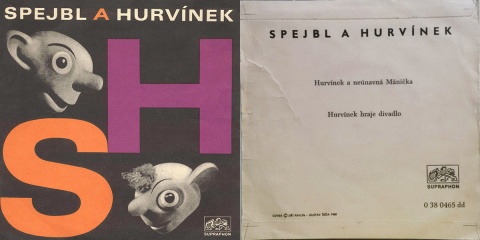 SPEJBL A HURVÍNEK
H
S
SUPRAPHON
SPEJBL A HURVÍNEK
Hurvínek a neúnavná Mánička
Hurvínek hraje divadlo
SUPRAPHON
0 38 0465 dd